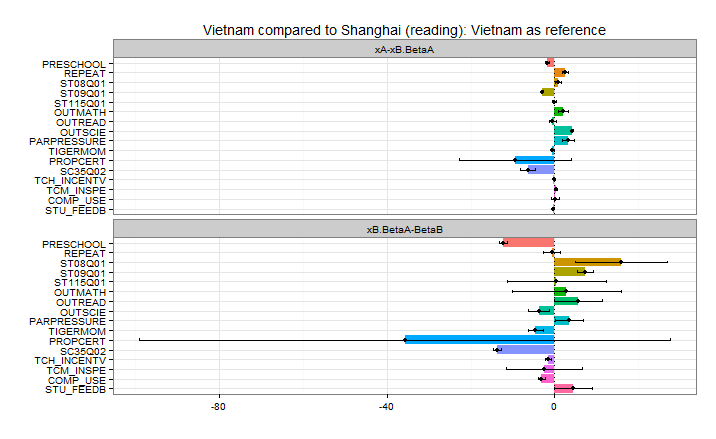 Vietnam compared to Shanghai (reading): Vietnam as reference
xA-xB.BetaA
PRESCHOOL
REPEAT
ST08Q01
ST09Q01
ST115Q01
OUTMATH
OUTREAD
OUTSCIE
PARPRESSURE
TIGERMOM
PROPCERT
SC35Q02
TCH_INCENTV
TCM_INSPE
COMP_USE
STU_FEEDB
xB.BetaA-BetaB
PRESCHOOL
REPEAT
ST08Q01
ST09Q01
ST115Q01
OUTMATH
OUTREAD
OUTSCIE
PARPRESSURE
TIGERMOM
PROPCERT
SC35Q02
TCH_INCENTV
TCM_INSPE
COMP_USE
STU_FEEDB
-80 -40 0